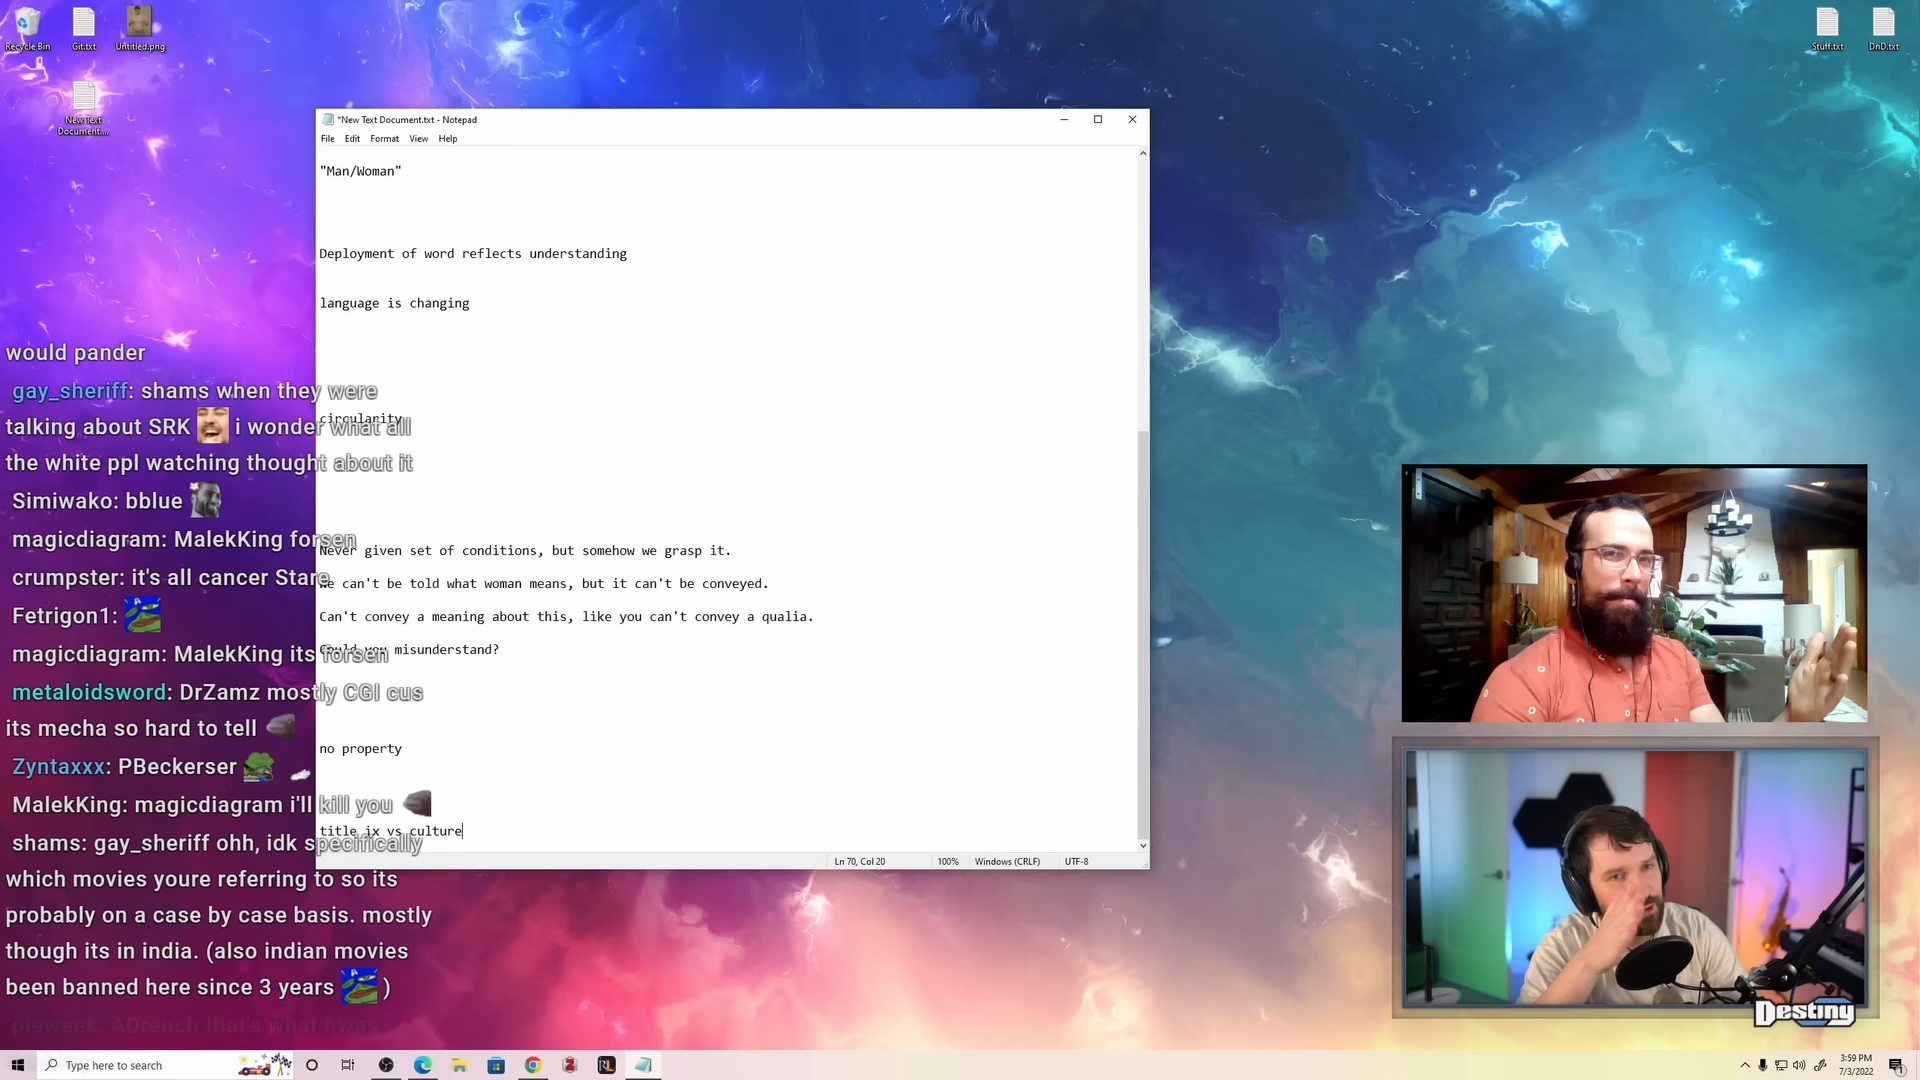 Recycle Bin
Git.txt
Untitled.png
Stuff.txt
DnD.txt
New Text
Document....
*New Text Document.txt - Notepad
File Edit Format View Help
"Man/Woman"
Deployment of word reflects understanding
language is changing
circularity
Never given set of conditions, but somehow we grasp it.
We can't be told what woman means, but it can't be conveyed.
Can't convey a meaning about this, like you can't convey a qualia.
Could you misunderstand?
no property
title ix vs culture
Ln 70, Col 20 100% Windows (CRLF) UTF-8
would pander
gay_sheriff: shams when they were
talking about SRK i wonder what all
the white ppl watching thought about it
Simiwako: bblue
magicdiagram: MalekKing forsen
crumpster: it's all cancer Stare
Fetrigon1:
magicdiagram: MalekKing its forsen
metaloidsword: DrZamz mostly CGI cus
its mecha so hard to tell
Zyntaxxx: PBeckerser
MalekKing: magicdiagram i'll kill you
shams: gay_sheriff ohh, idk specifically
which movies youre referring to so its
probably on a case by case basis. mostly
though its in india. (also indian movies
been banned here since 3 years )
pieweek: ADrench that's what I was
Destiny
Type here to search
3:59 PM
7/3/2022